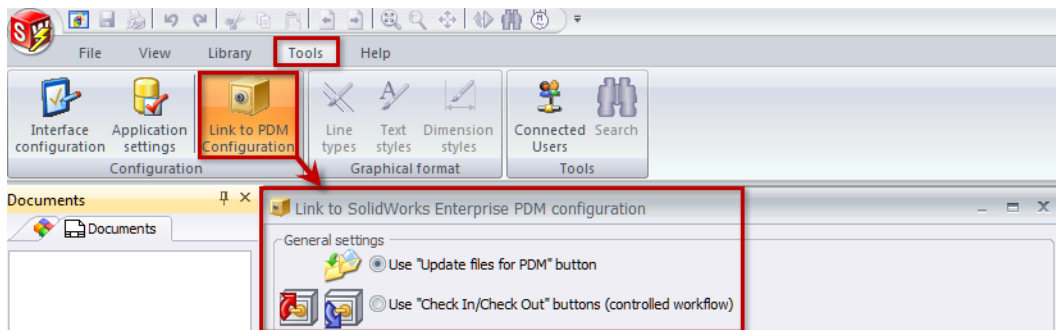 File View Library Tools Help
Interface configuration
Application settings
Link to PDM Configuration
Line types
Text styles
Dimension styles
Connected Users
Search
Configuration
Graphical format
Tools
Documents
Documents
Link to SolidWorks Enterprise PDM configuration
General settings
Use "Update files for PDM" button
Use "Check In/Check Out" buttons (controlled workflow)